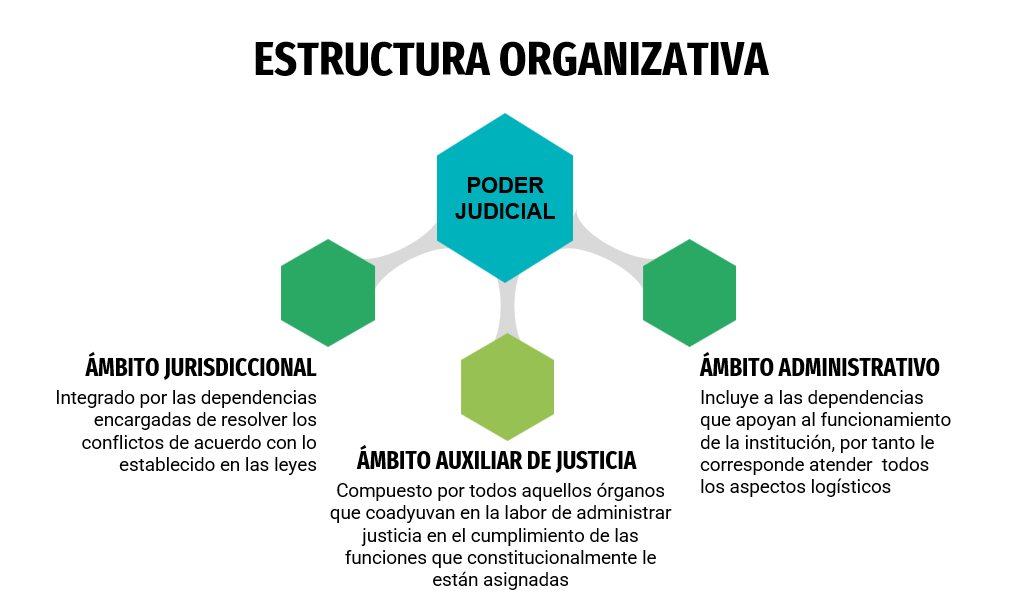 ESTRUCTURA ORGANIZATIVA
PODER
JUDICIAL
ÁMBITO JURISDICCIONAL
Integrado por las dependencias
encargadas de resolver los
conflictos de acuerdo con lo
establecido en las leyes
ÁMBITO AUXILIAR DE JUSTICIA
Compuesto por todos aquellos órganos
que coadyuvan en la labor de administrar
justicia en el cumplimiento de las
funciones que constitucionalmente le
están asignadas
ÁMBITO ADMINISTRATIVO
Incluye a las dependencias
que apoyan al funcionamiento
de la institución, por tanto le
corresponde atender  todos
los aspectos logísticos